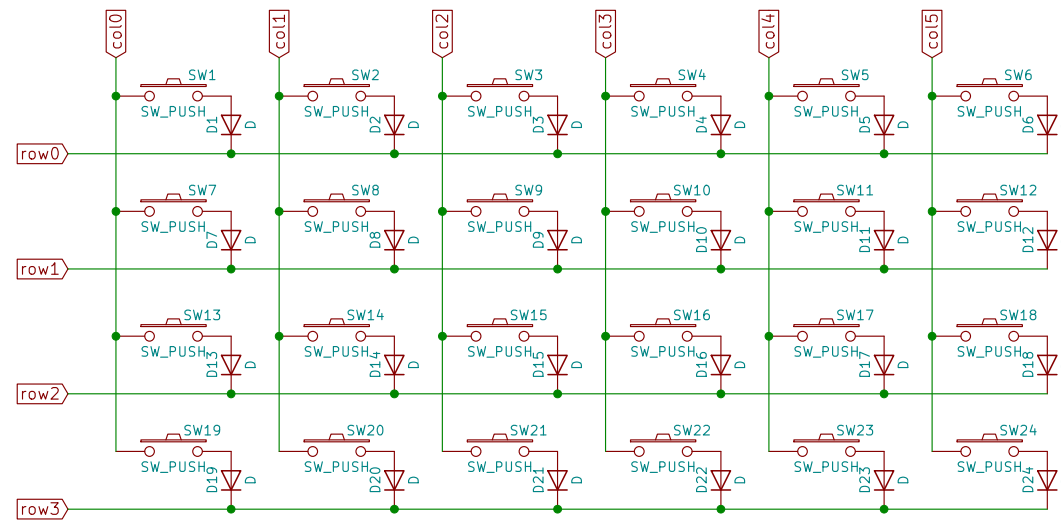 col0 col1 col2 col3 col4 col5
SW1 SW2 SW3 SW4 SW5 SW6
SW_PUSH SW_PUSH SW_PUSH SW_PUSH SW_PUSH SW_PUSH
D1 D D2 D D3 D D4 D D5 D D6
row0
SW7 SW8 SW9 SW10 SW11 SW12
SW_PUSH SW_PUSH SW_PUSH SW_PUSH SW_PUSH SW_PUSH
D7 D D8 D D9 D D10 D D11 D D12
row1
SW13 SW14 SW15 SW16 SW17 SW18
SW_PUSH SW_PUSH SW_PUSH SW_PUSH SW_PUSH SW_PUSH
D13 D D14 D D15 D D16 D D17 D D18
row2
SW19 SW20 SW21 SW22 SW23 SW24
SW_PUSH SW_PUSH SW_PUSH SW_PUSH SW_PUSH SW_PUSH
D19 D D20 D D21 D D22 D D23 D D24
row3